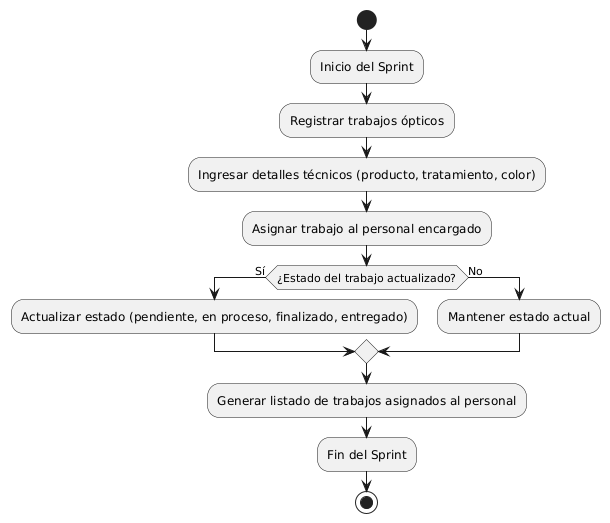 Inicio del Sprint
Registrar trabajos ópticos
Ingresar detalles técnicos (producto, tratamiento, color)
Asignar trabajo al personal encargado
¿Estado del trabajo actualizado?
Sí
No
Actualizar estado (pendiente, en proceso, finalizado, entregado)
Mantener estado actual
Generar listado de trabajos asignados al personal
Fin del Sprint